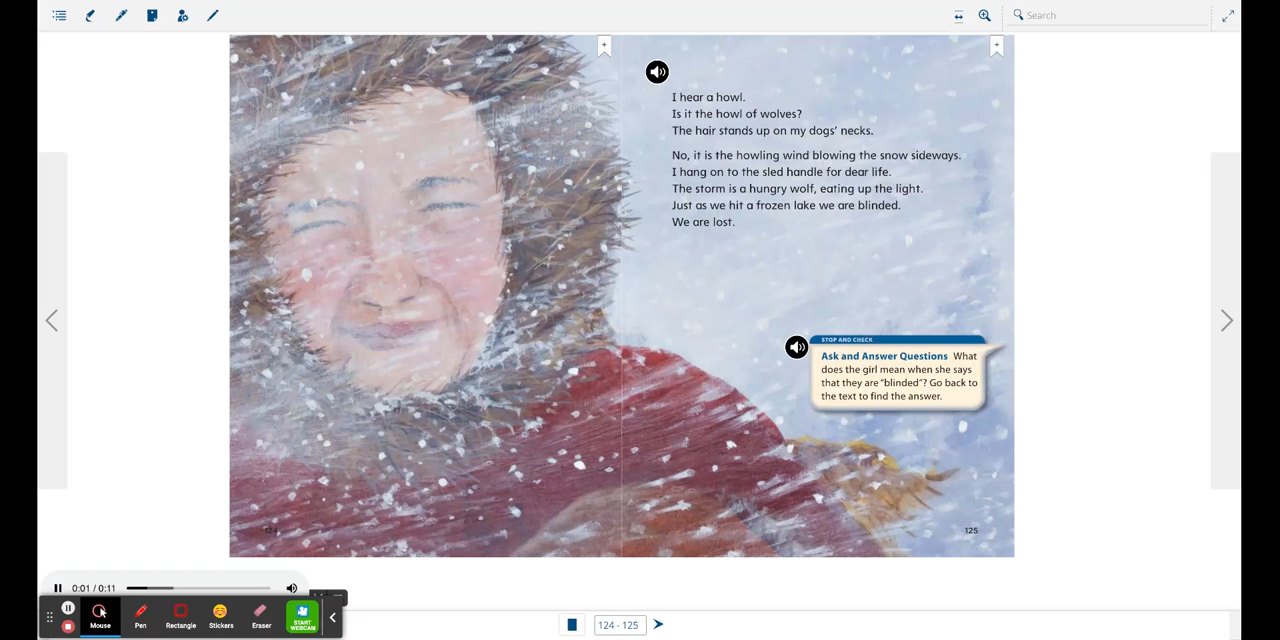 Search
I hear a howl.
Is it the howl of wolves?
The hair stands up on my dogs' necks.
No, it is the howling wind blowing the snow sideways.
I hang on to the sled handle for dear life.
The storm is a hungry wolf, eating up the light.
Just as we hit a frozen lake we are blinded.
We are lost.
STOP AND CHECK
Ask and Answer Questions What
does the girl mean when she says
that they are "blinded"? Go back to
the text to find the answer.
124
125
0:01 / 0:11
Mouse
Pen
Rectangle
Stickers
Eraser
START
WEBCAM
124 - 125